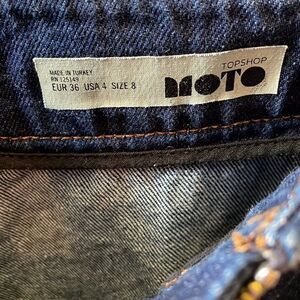 MADE IN TURKEY
RN 125149
EUR 36 USA 4 SIZE 8
TOPSHOP
MOTO